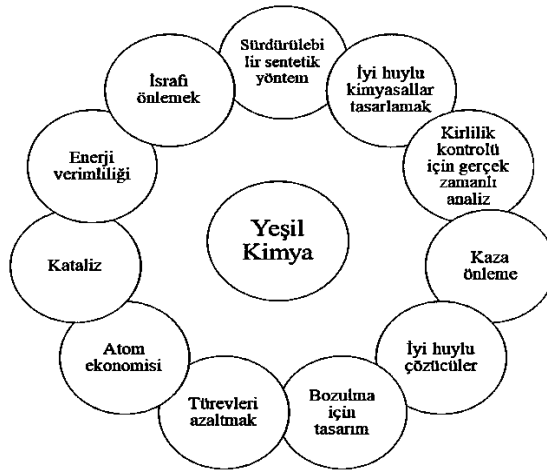 Sürdürülebi
lir sentetik
yöntem
İyi huylu
kimyasallar
tasarlamak
Kirlilik
kontrolü
için gerçek
zamanlı
analiz
Kaza
önleme
İyi huylu
çözücüler
Bozulma
için
tasarım
Türevleri
azaltmak
Atom
ekonomisi
Kataliz
Enerji
verimliliği
İsrafı
önlemek
Yeşil
Kimya